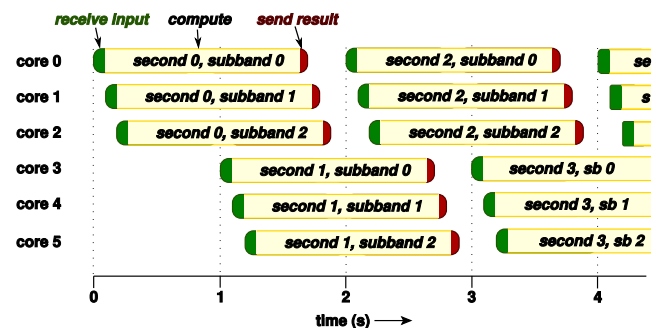 receive input compute send result
core 0 second 0, subband 0 second 2, subband 0 se
core 1 second 0, subband 1 second 2, subband 1 s
core 2 second 0, subband 2 second 2, subband 2
core 3 second 1, subband 0 second 3, sb 0
core 4 second 1, subband 1 second 3, sb 1
core 5 second 1, subband 2 second 3, sb 2
0 1 2 3 4
time (s)